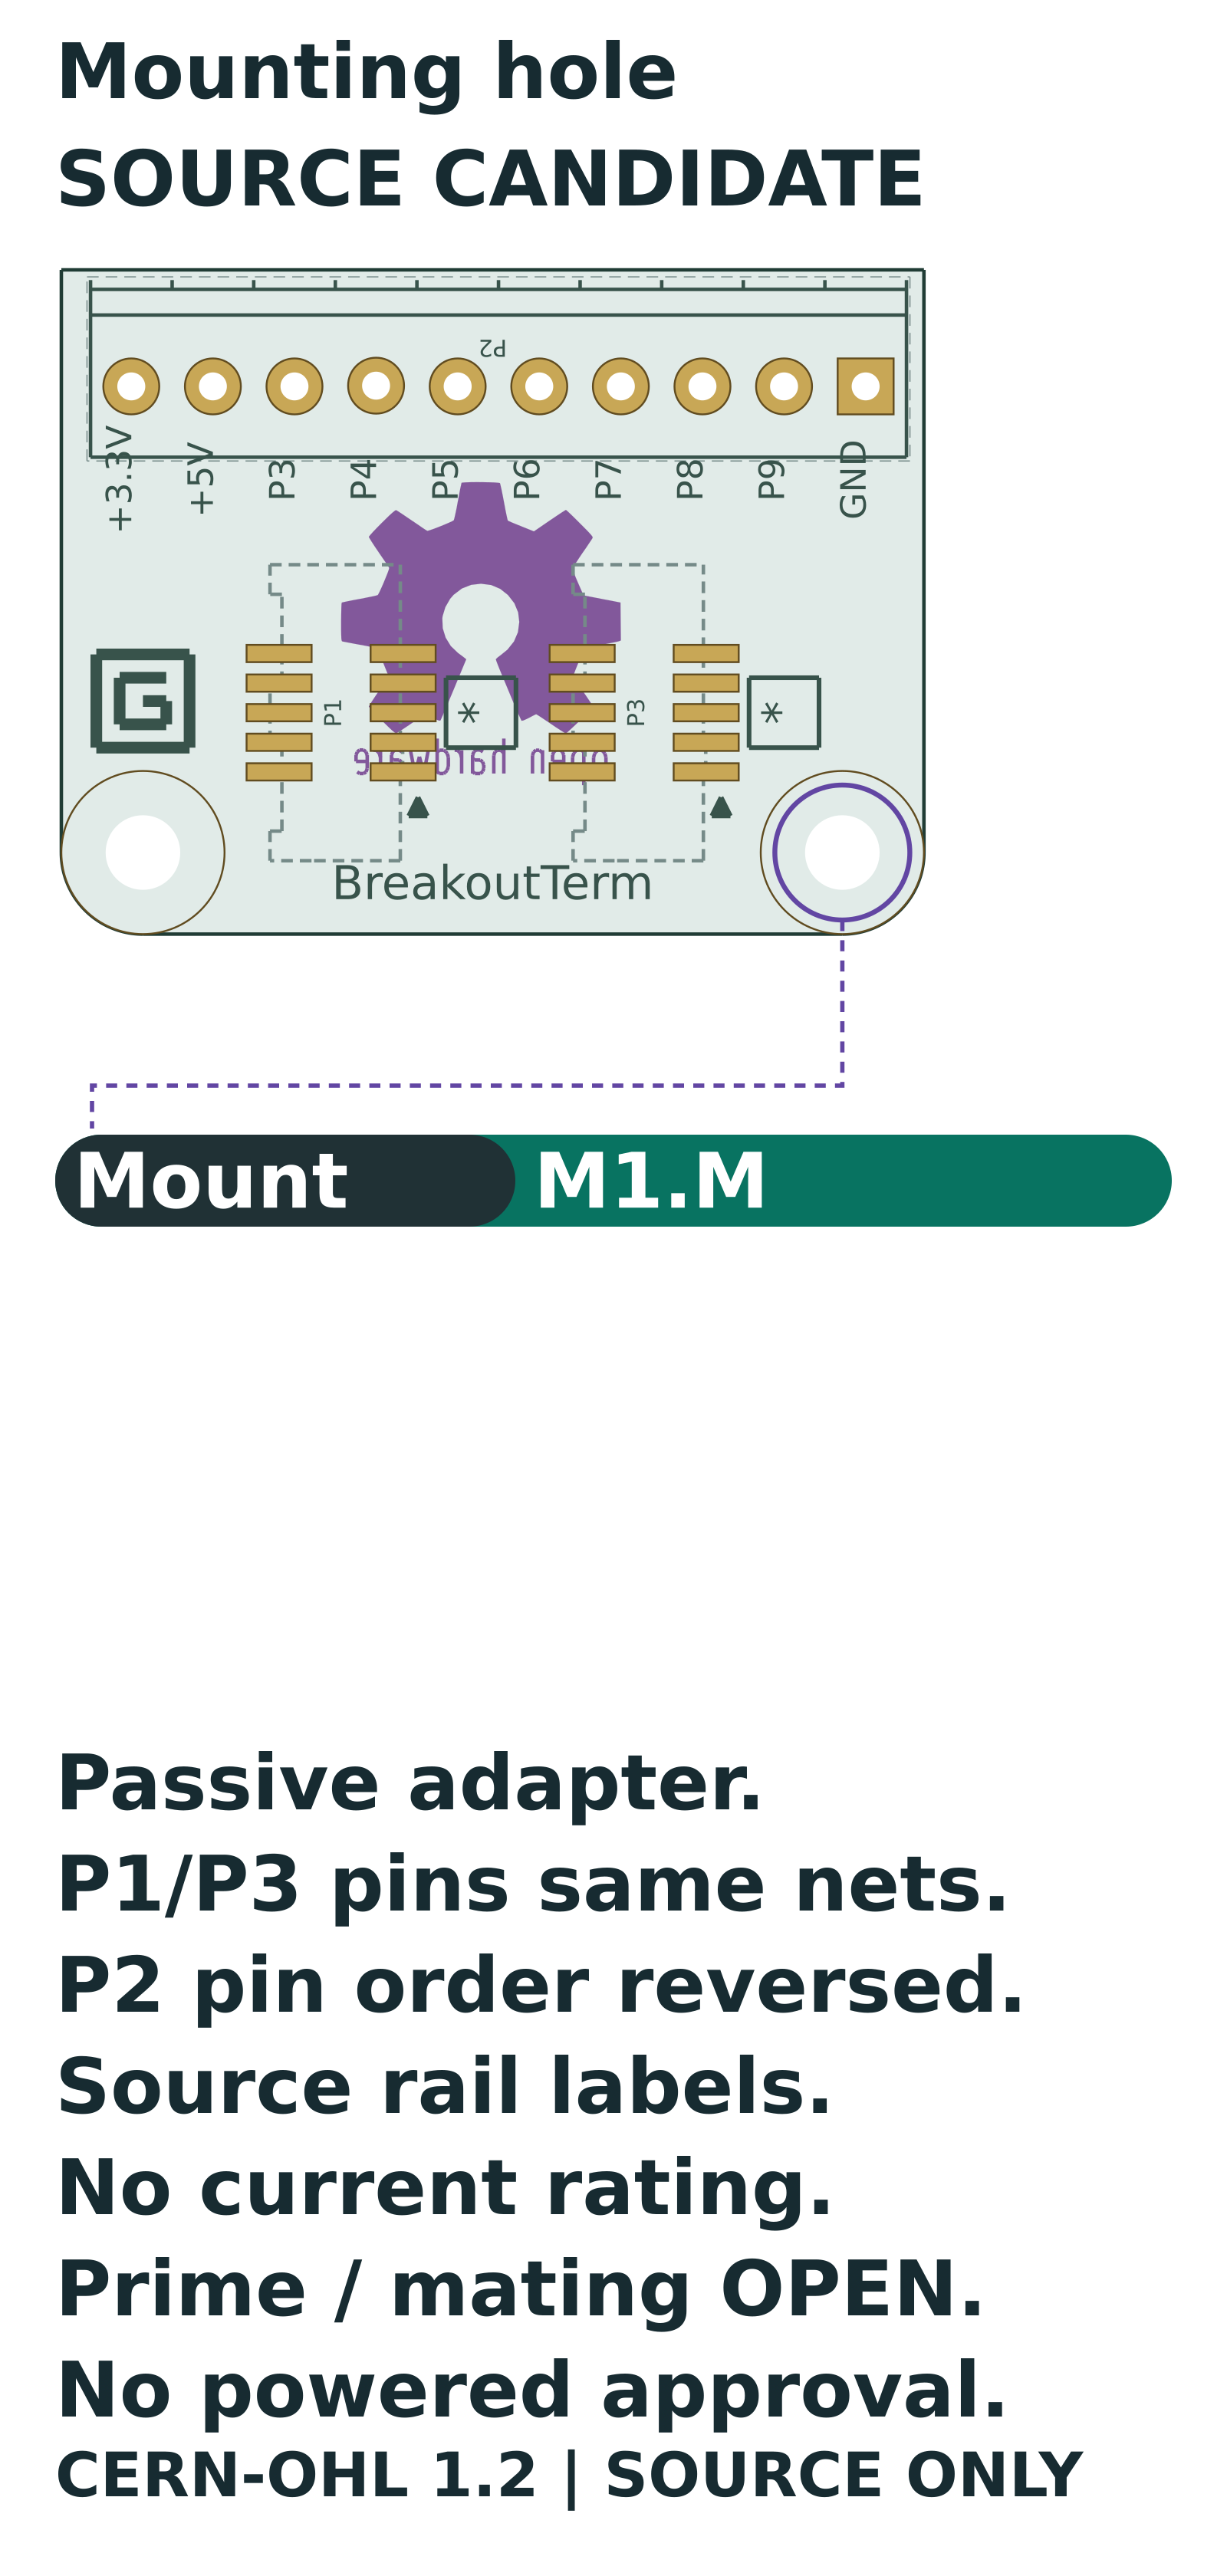 Mounting hole
SOURCE CANDIDATE
P2
+3.3V +5V P3 P4 P5 P6 P7 P8 P9 GND
G
P1 * P3 *
open hardware
BreakoutTerm
Mount M1.M
Passive adapter.
P1/P3 pins same nets.
P2 pin order reversed.
Source rail labels.
No current rating.
Prime / mating OPEN.
No powered approval.
CERN-OHL 1.2 | SOURCE ONLY